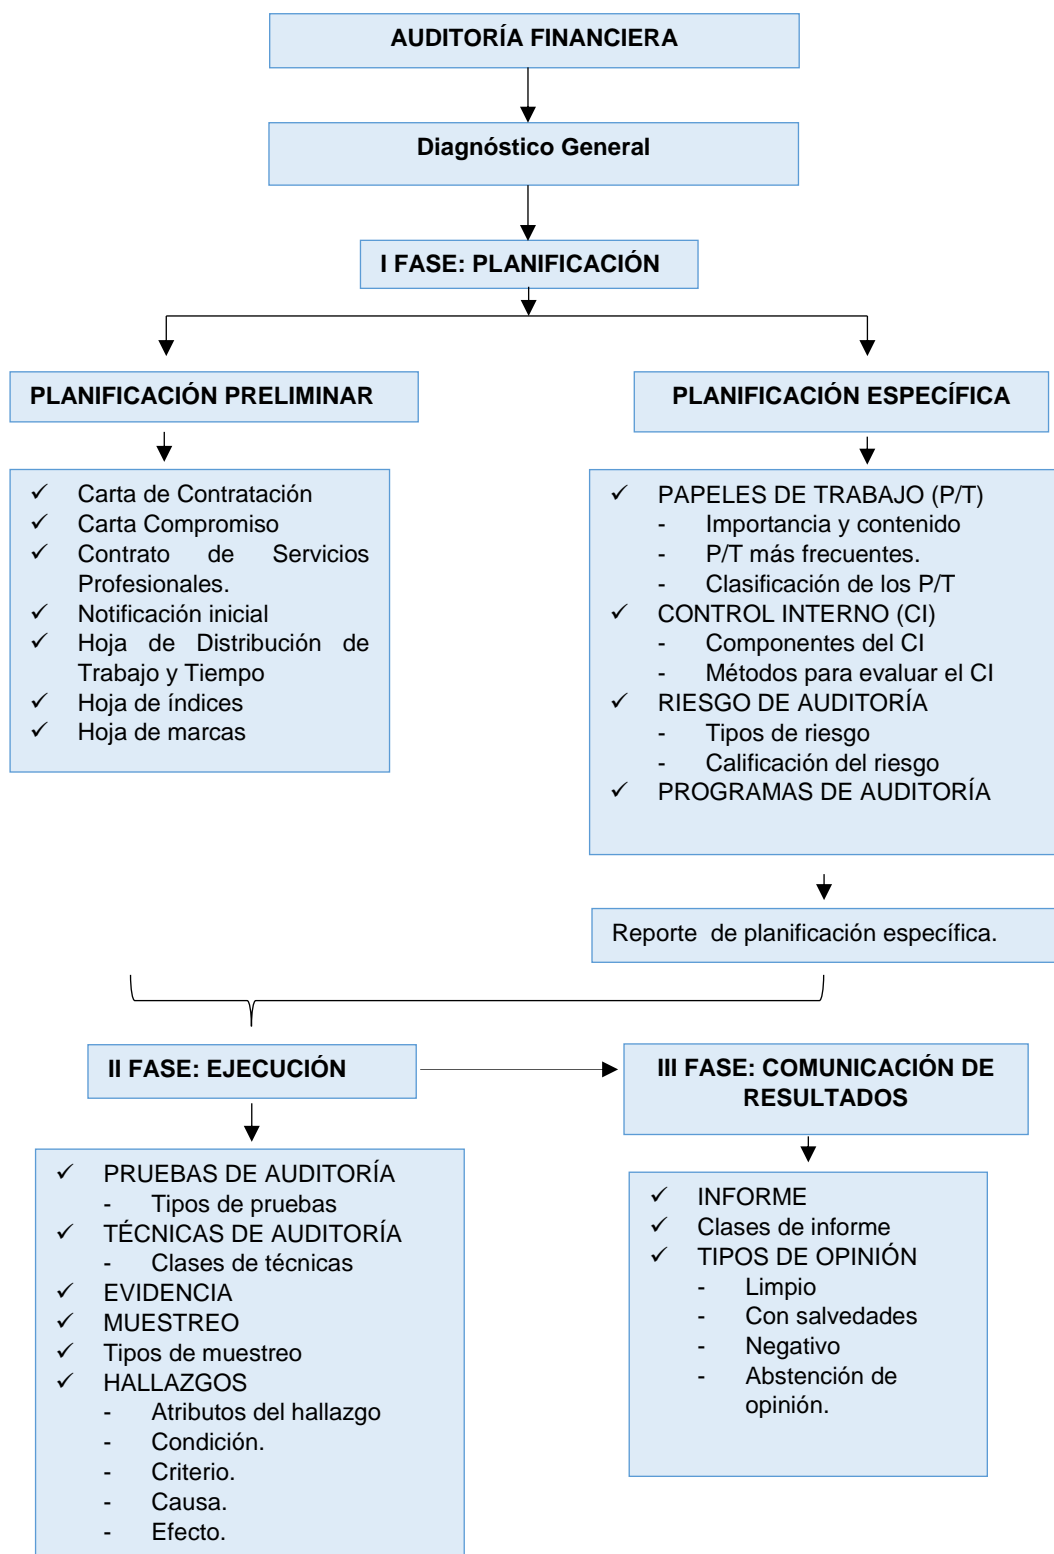 AUDITORÍA FINANCIERA
Diagnóstico General
I FASE: PLANIFICACIÓN
PLANIFICACIÓN PRELIMINAR
✓ Carta de Contratación
✓ Carta Compromiso
✓ Contrato de Servicios
Profesionales.
✓ Notificación inicial
✓ Hoja de Distribución de
Trabajo y Tiempo
✓ Hoja de índices
✓ Hoja de marcas
PLANIFICACIÓN ESPECÍFICA
✓ PAPELES DE TRABAJO (P/T)
- Importancia y contenido
- P/T más frecuentes.
- Clasificación de los P/T
✓ CONTROL INTERNO (CI)
- Componentes del CI
- Métodos para evaluar el CI
✓ RIESGO DE AUDITORÍA
- Tipos de riesgo
- Calificación del riesgo
✓ PROGRAMAS DE AUDITORÍA
Reporte de planificación específica.
II FASE: EJECUCIÓN
✓ PRUEBAS DE AUDITORÍA
- Tipos de pruebas
✓ TÉCNICAS DE AUDITORÍA
- Clases de técnicas
✓ EVIDENCIA
✓ MUESTREO
✓ Tipos de muestreo
✓ HALLAZGOS
- Atributos del hallazgo
- Condición.
- Criterio.
- Causa.
- Efecto.
III FASE: COMUNICACIÓN DE
RESULTADOS
✓ INFORME
✓ Clases de informe
✓ TIPOS DE OPINIÓN
- Limpio
- Con salvedades
- Negativo
- Abstención de
opinión.